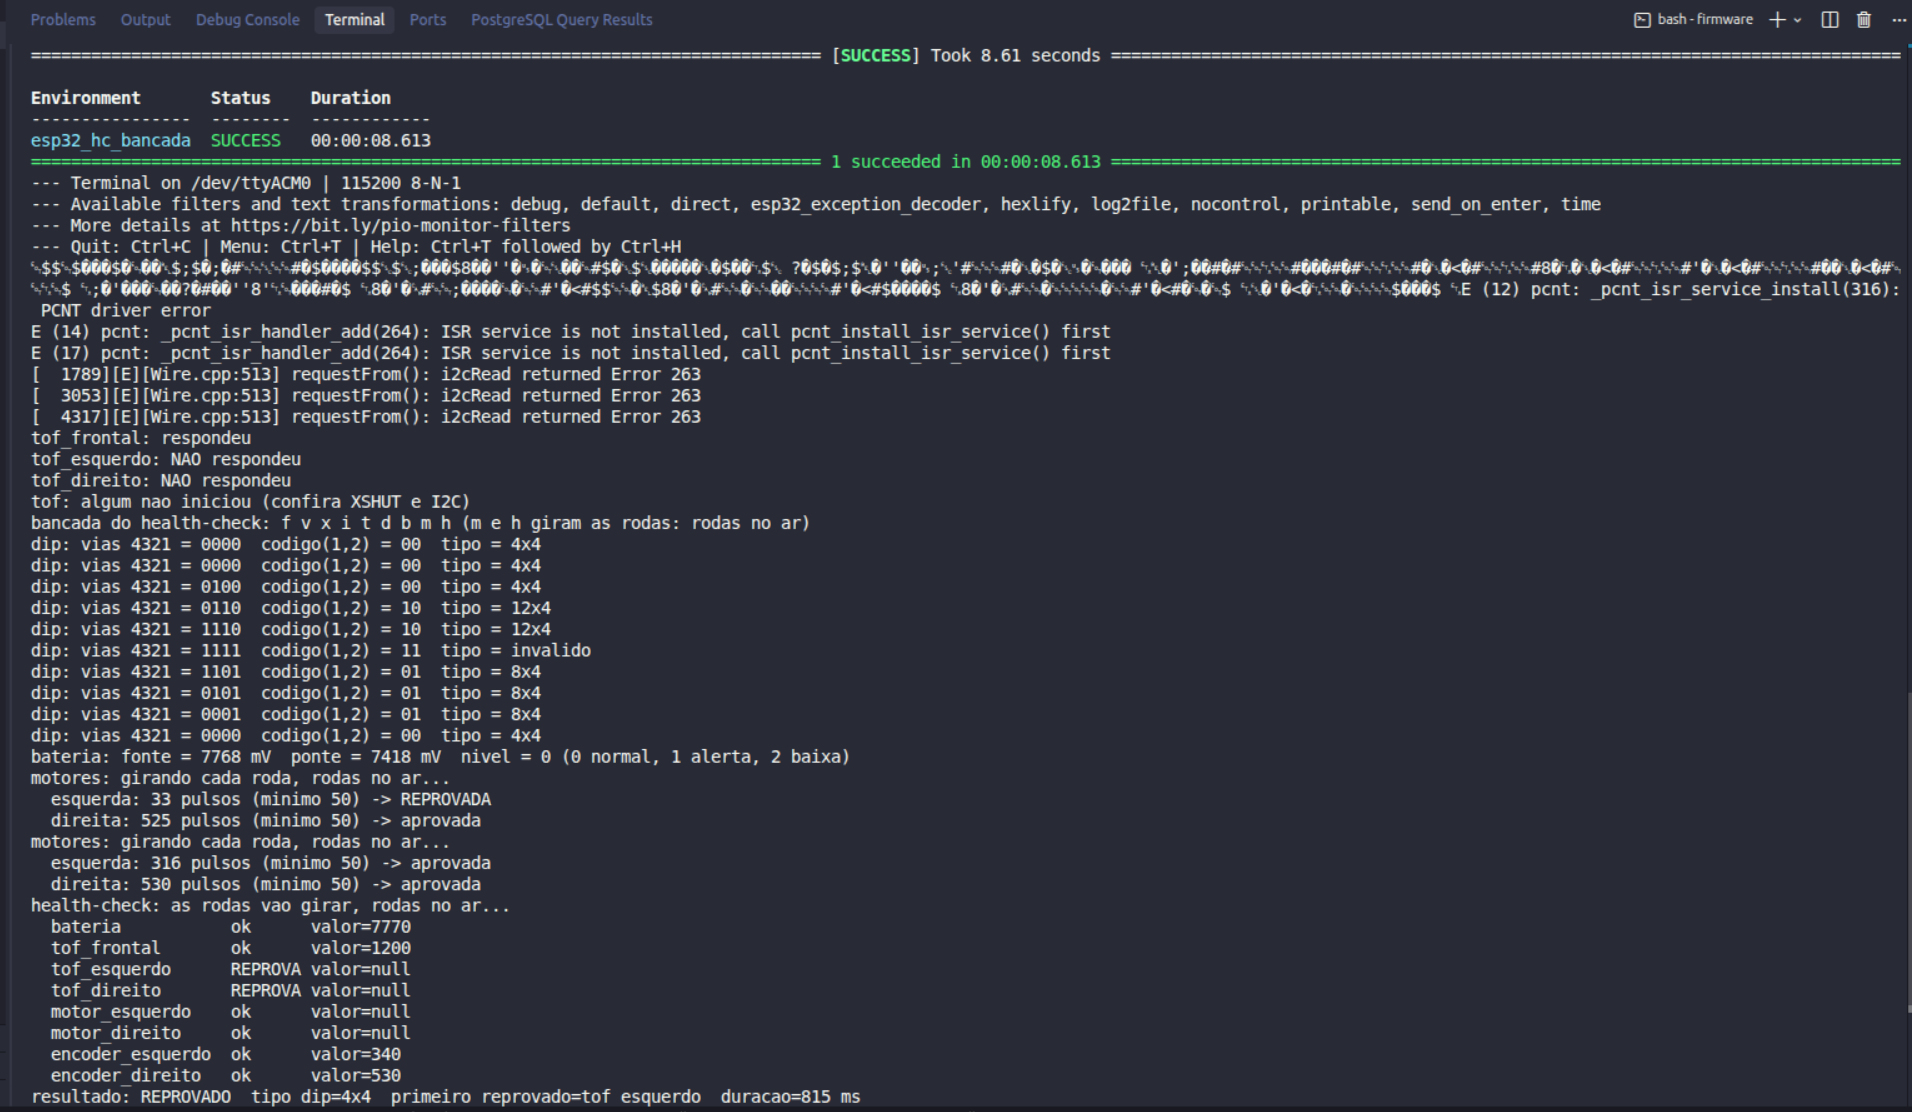 Problems Output Debug Console Terminal Ports PostgreSQL Query Results bash - firmware
============================== [SUCCESS] Took 8.61 seconds ==============================
Environment Status Duration
---------------- -------- ------------
esp32_hc_bancada SUCCESS 00:00:08.613
============================== 1 succeeded in 00:00:08.613 ==============================
--- Terminal on /dev/ttyACM0 | 115200 8-N-1
--- Available filters and text transformations: debug, default, direct, esp32_exception_decoder, hexlify, log2file, nocontrol, printable, send_on_enter, time
--- More details at https://bit.ly/pio-monitor-filters
--- Quit: Ctrl+C | Menu: Ctrl+T | Help: Ctrl+T followed by Ctrl+H
E (12) pcnt: _pcnt_isr_service_install(316):
PCNT driver error
E (14) pcnt: _pcnt_isr_handler_add(264): ISR service is not installed, call pcnt_install_isr_service() first
E (17) pcnt: _pcnt_isr_handler_add(264): ISR service is not installed, call pcnt_install_isr_service() first
[  1789][E][Wire.cpp:513] requestFrom(): i2cRead returned Error 263
[  3053][E][Wire.cpp:513] requestFrom(): i2cRead returned Error 263
[  4317][E][Wire.cpp:513] requestFrom(): i2cRead returned Error 263
tof_frontal: respondeu
tof_esquerdo: NAO respondeu
tof_direito: NAO respondeu
tof: algum nao iniciou (confira XSHUT e I2C)
bancada do health-check: f v x i t d b m h (m e h giram as rodas: rodas no ar)
dip: vias 4321 = 0000  codigo(1,2) = 00  tipo = 4x4
dip: vias 4321 = 0000  codigo(1,2) = 00  tipo = 4x4
dip: vias 4321 = 0100  codigo(1,2) = 00  tipo = 4x4
dip: vias 4321 = 0110  codigo(1,2) = 10  tipo = 12x4
dip: vias 4321 = 1110  codigo(1,2) = 10  tipo = 12x4
dip: vias 4321 = 1111  codigo(1,2) = 11  tipo = invalido
dip: vias 4321 = 1101  codigo(1,2) = 01  tipo = 8x4
dip: vias 4321 = 0101  codigo(1,2) = 01  tipo = 8x4
dip: vias 4321 = 0001  codigo(1,2) = 01  tipo = 8x4
dip: vias 4321 = 0000  codigo(1,2) = 00  tipo = 4x4
bateria: fonte = 7768 mV  ponte = 7418 mV  nivel = 0 (0 normal, 1 alerta, 2 baixa)
motores: girando cada roda, rodas no ar...
  esquerda: 33 pulsos (minimo 50) -> REPROVADA
  direita: 525 pulsos (minimo 50) -> aprovada
motores: girando cada roda, rodas no ar...
  esquerda: 316 pulsos (minimo 50) -> aprovada
  direita: 530 pulsos (minimo 50) -> aprovada
health-check: as rodas vao girar, rodas no ar...
  bateria           ok      valor=7770
  tof_frontal       ok      valor=1200
  tof_esquerdo      REPROVA valor=null
  tof_direito       REPROVA valor=null
  motor_esquerdo    ok      valor=null
  motor_direito     ok      valor=null
  encoder_esquerdo  ok      valor=340
  encoder_direito   ok      valor=530
resultado: REPROVADO  tipo dip=4x4  primeiro reprovado=tof esquerdo  duracao=815 ms